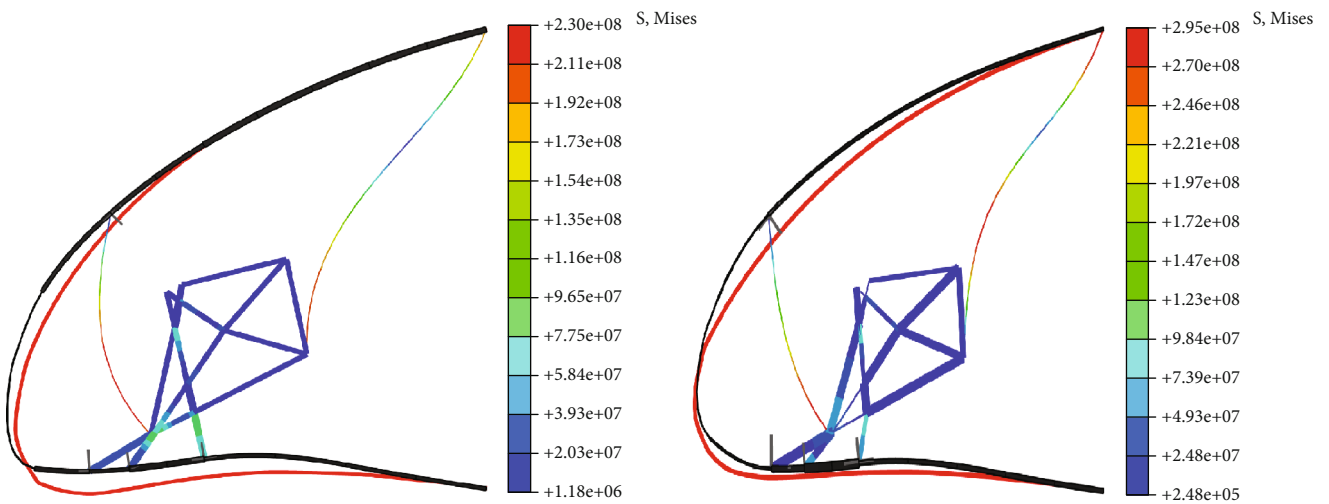 S, Mises
+2.30e+08
+2.11e+08
+1.92e+08
+1.73e+08
+1.54e+08
+1.35e+08
+1.16e+08
+9.65e+07
+7.75e+07
+5.84e+07
+3.93e+07
+2.03e+07
+1.18e+06
S, Mises
+2.95e+08
+2.70e+08
+2.46e+08
+2.21e+08
+1.97e+08
+1.72e+08
+1.47e+08
+1.23e+08
+9.84e+07
+7.39e+07
+4.93e+07
+2.48e+07
+2.48e+05